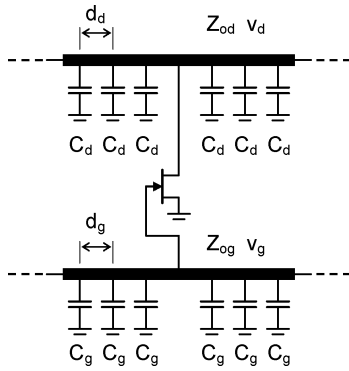 d_d Z_od v_d
C_d C_d C_d C_d C_d C_d
d_g Z_og v_g
C_g C_g C_g C_g C_g C_g